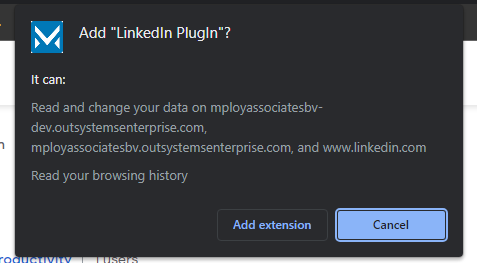 Add "LinkedIn PlugIn"?
It can:
Read and change your data on mployassociatesbv-
dev.outsystemsenterprise.com,
mployassociatesbv.outsystemsenterprise.com, and www.linkedin.com
Read your browsing history
Add extension Cancel
users